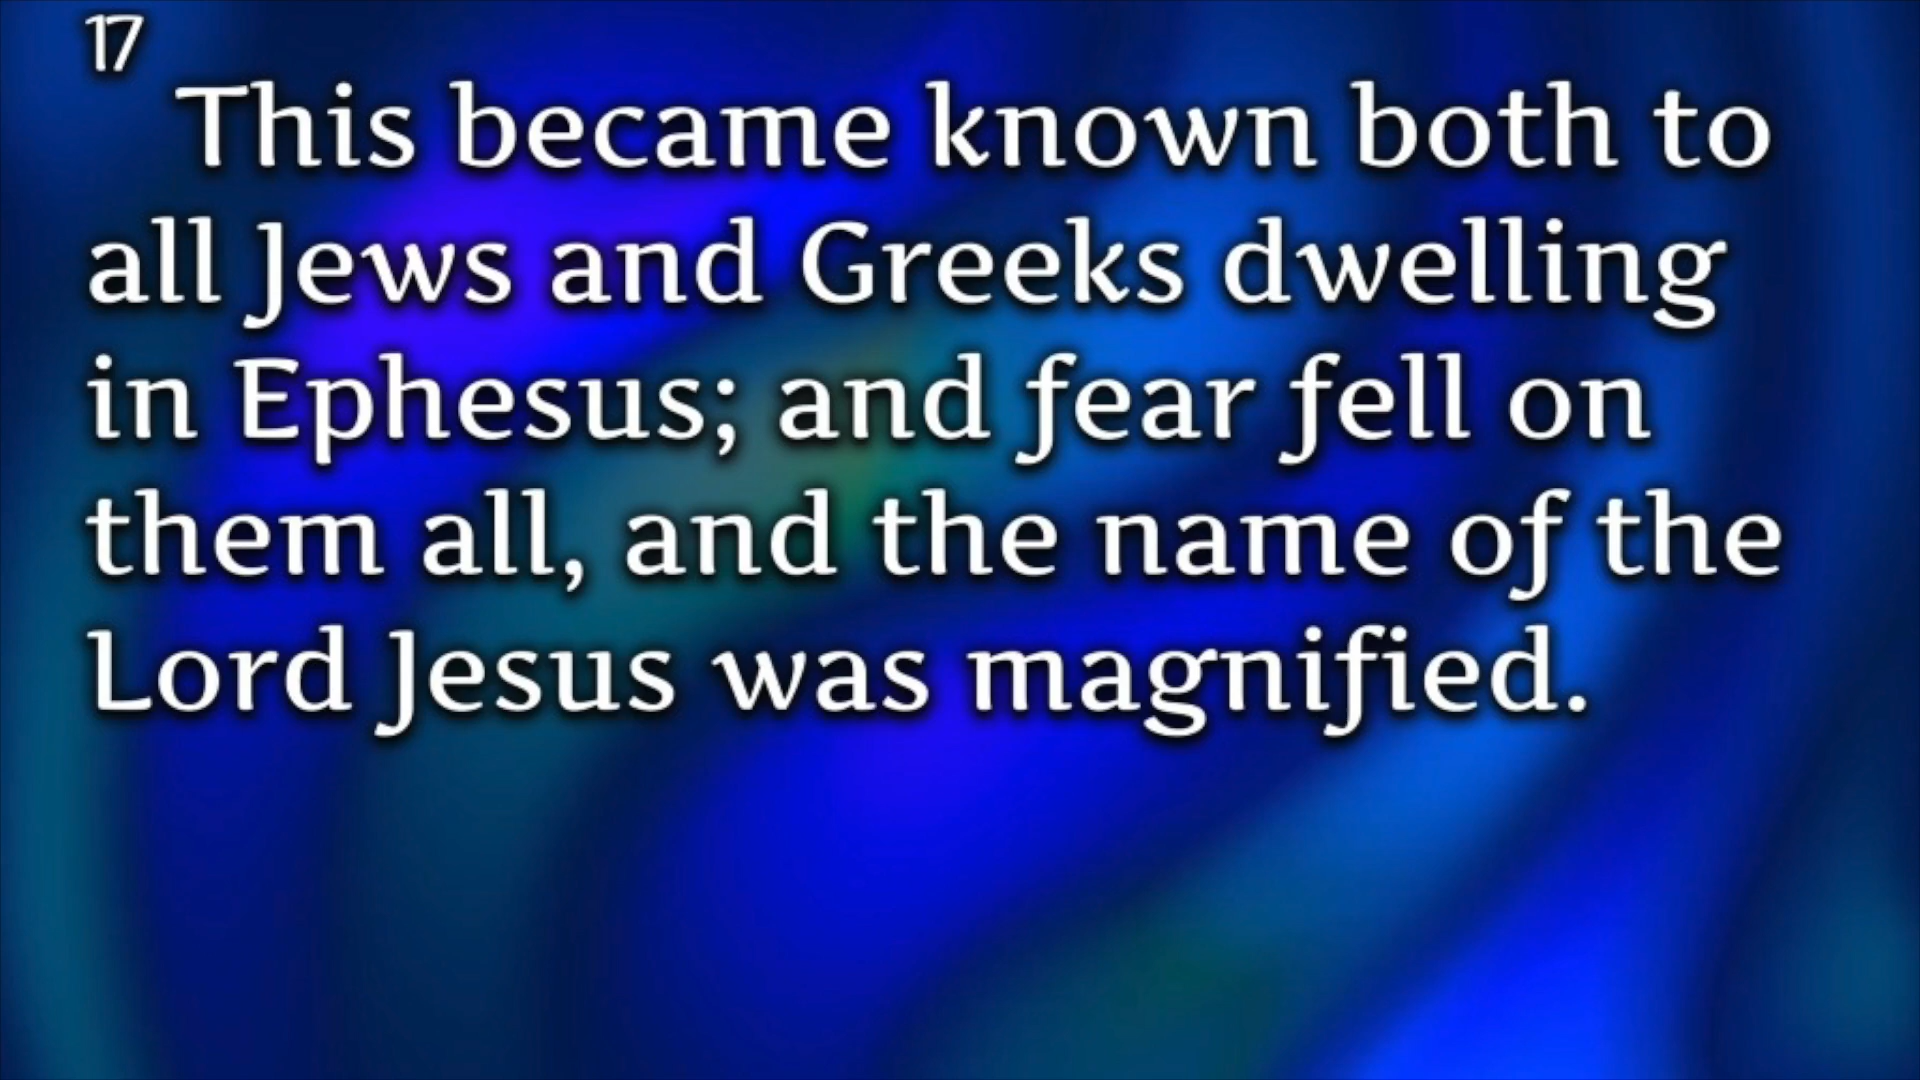 17
This became known both to
all Jews and Greeks dwelling
in Ephesus; and fear fell on
them all, and the name of the
Lord Jesus was magnified.